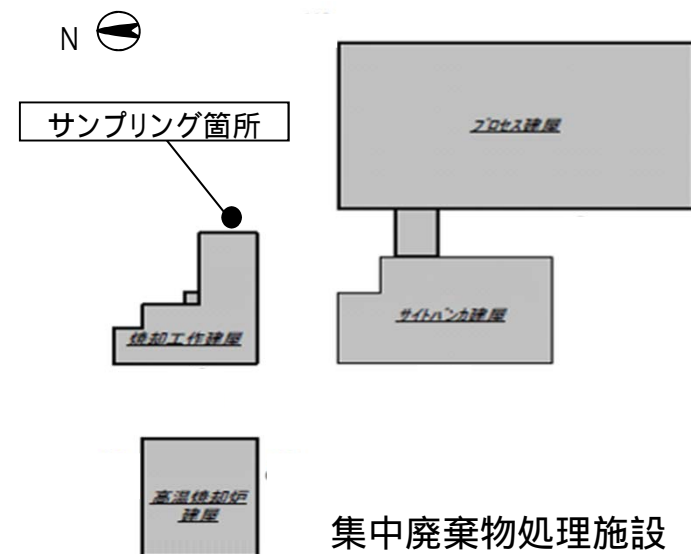 N
サンプリング箇所
プロセス建屋
サイトバンカ建屋
焼却工作建屋
高温焼却炉
建屋
集中廃棄物処理施設